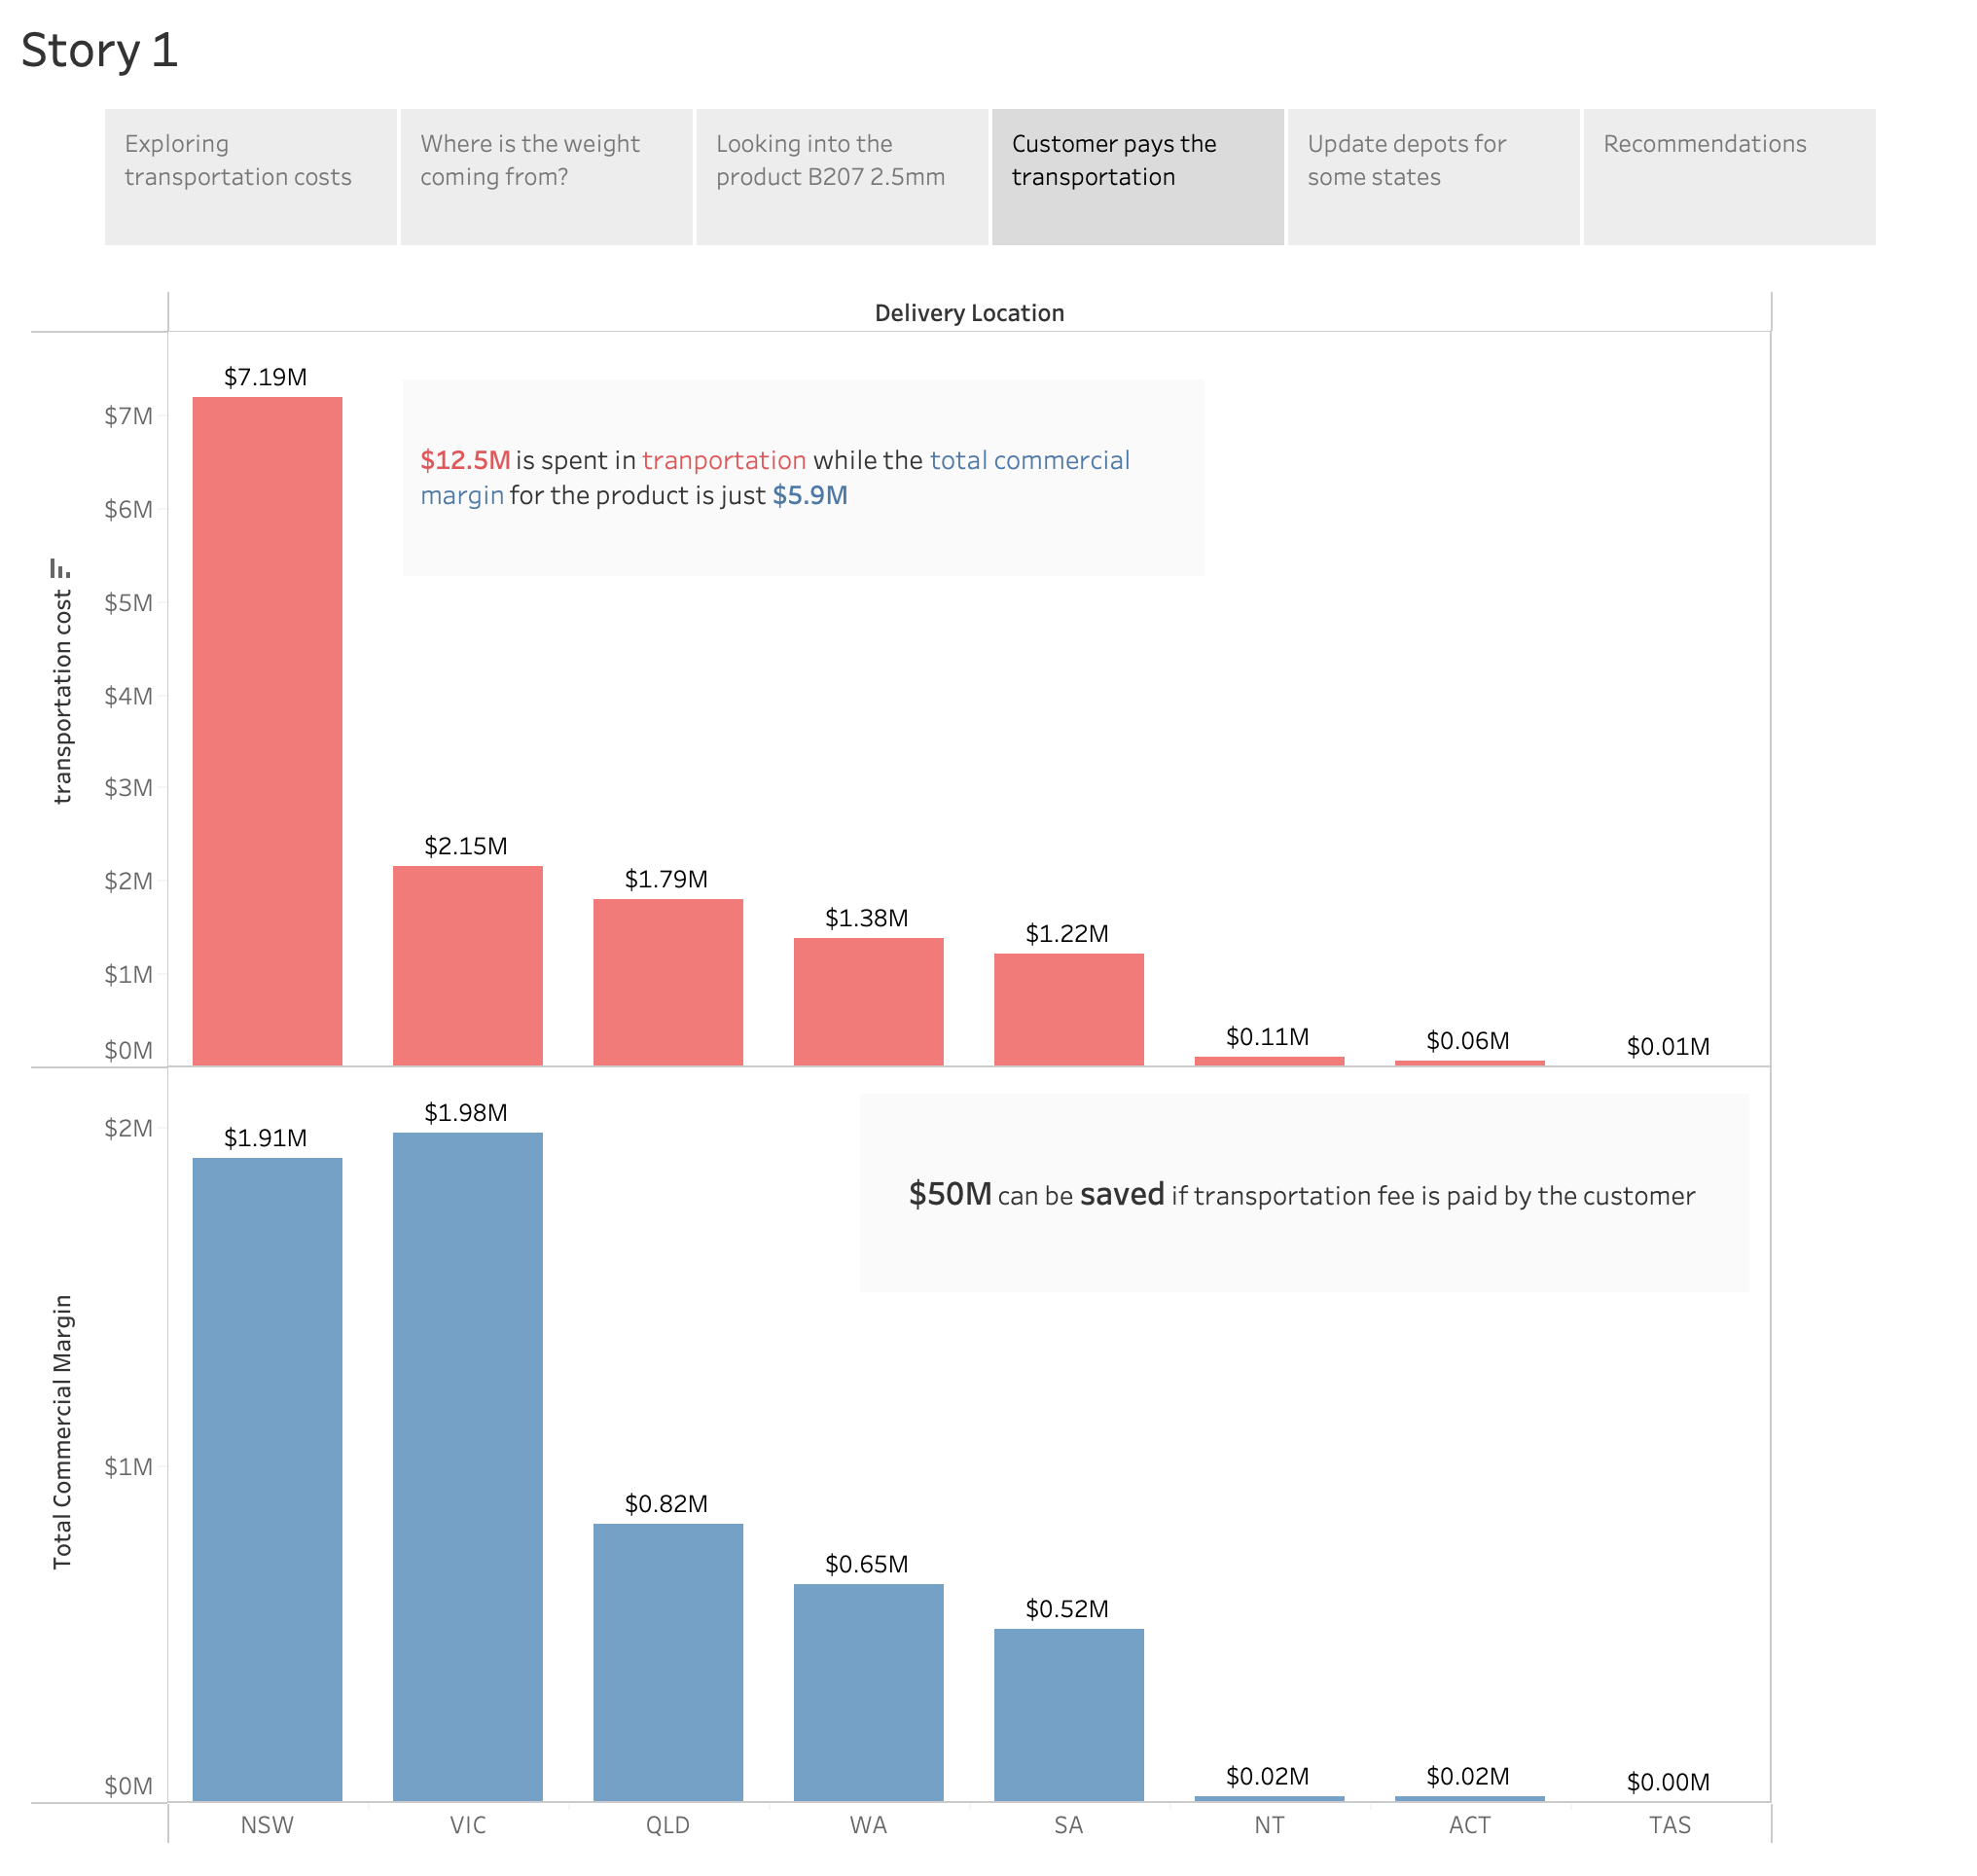 Story 1
Exploring
transportation costs
Where is the weight
coming from?
Looking into the
product B207 2.5mm
Customer pays the
transportation
Update depots for
some states
Recommendations
Delivery Location
transportation cost
$7M
$6M
$5M
$4M
$3M
$2M
$1M
$0M
$7.19M
$2.15M
$1.79M
$1.38M
$1.22M
$0.11M
$0.06M
$0.01M
$12.5M is spent in tranportation while the total commercial
margin for the product is just $5.9M
Total Commercial Margin
$2M
$1M
$0M
$1.91M
$1.98M
$0.82M
$0.65M
$0.52M
$0.02M
$0.02M
$0.00M
$50M can be saved if transportation fee is paid by the customer
NSW
VIC
QLD
WA
SA
NT
ACT
TAS